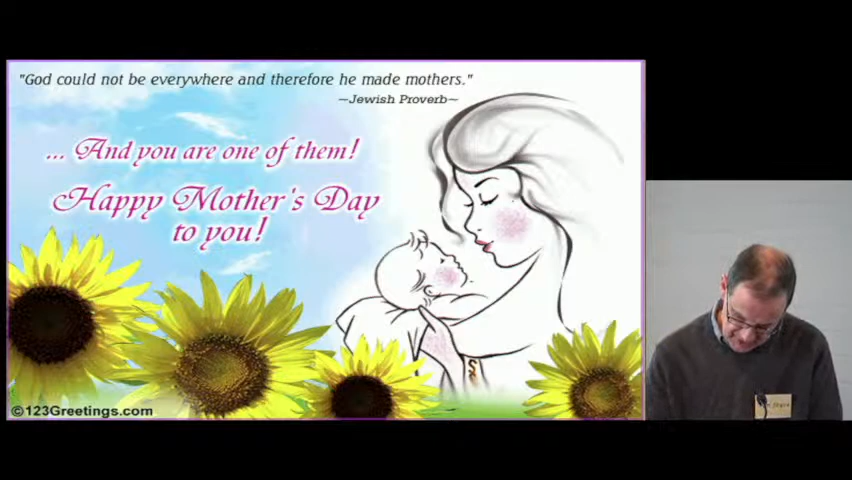 "God could not be everywhere and therefore he made mothers."
~Jewish Proverb~
... And you are one of them!
Happy Mother's Day
to you!
©123Greetings.com